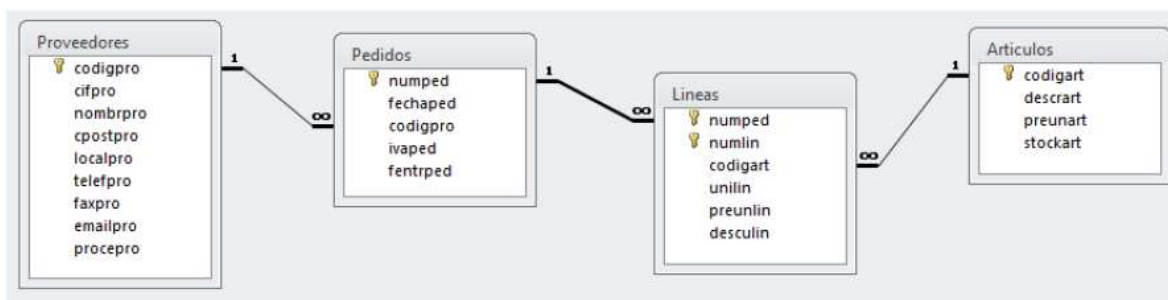 Proveedores
codigpro
cifpro
nombrpro
cpostpro
localpro
telefpro
faxpro
emailpro
procepro
1
∞
Pedidos
numped
fechaped
codigpro
ivaped
fentrped
1
∞
Lineas
numped
numlin
codigart
unilin
preunlin
desculin
1
∞
Articulos
codigart
descrart
preunart
stockart